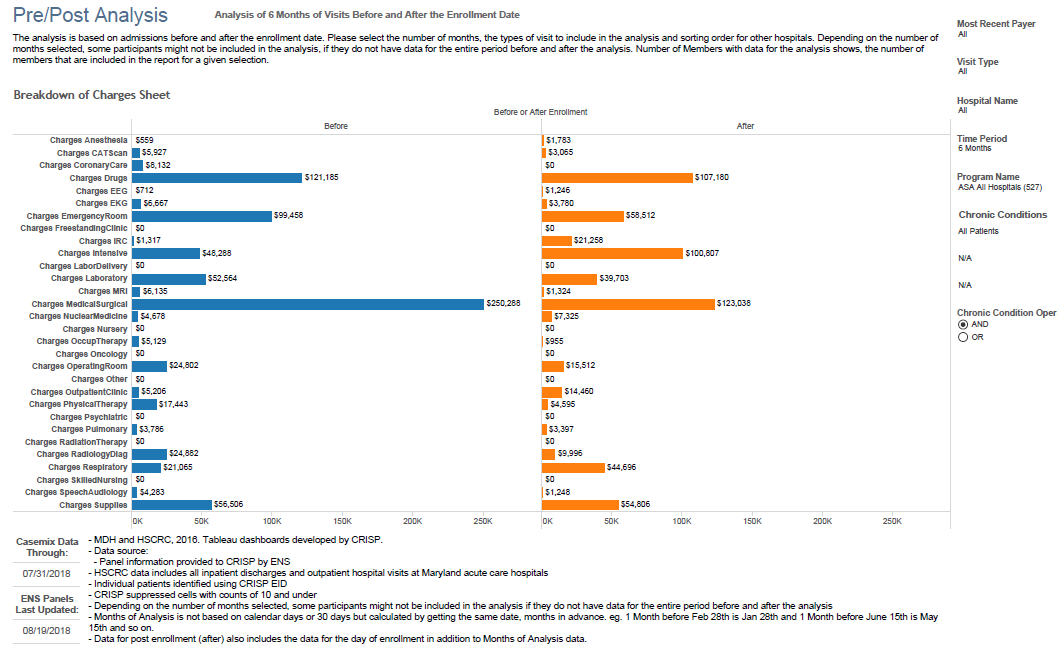 Pre/Post Analysis
Analysis of 6 Months of Visits Before and After the Enrollment Date
The analysis is based on admissions before and after the enrollment date. Please select the number of months, the types of visit to include in the analysis and sorting order for other hospitals. Depending on the number of
months selected, some participants might not be included in the analysis, if they do not have data for the entire period before and after the analysis. Number of Members with data for the analysis shows, the number of
members that are included in the report for a given selection.
Breakdown of Charges Sheet
Before or After Enrollment
Before After
Charges Anesthesia $559 $1,783
Charges CATScan $5,927 $3,065
Charges CoronaryCare $8,132 $0
Charges Drugs $121,185 $107,180
Charges EEG $712 $1,246
Charges EKG $6,667 $3,780
Charges EmergencyRoom $99,458 $58,512
Charges FreestandingClinic $0 $0
Charges IRC $1,317 $21,258
Charges Intensive $48,288 $100,807
Charges LaborDelivery $0 $0
Charges Laboratory $52,564 $39,703
Charges MRI $6,135 $1,324
Charges MedicalSurgical $250,288 $123,038
Charges NuclearMedicine $4,678 $7,325
Charges Nursery $0 $0
Charges OccupTherapy $5,129 $955
Charges Oncology $0 $0
Charges OperatingRoom $24,802 $15,512
Charges Other $0 $0
Charges OutpatientClinic $5,206 $14,460
Charges PhysicalTherapy $17,443 $4,595
Charges Psychiatric $0 $0
Charges Pulmonary $3,786 $3,397
Charges RadiationTherapy $0 $0
Charges RadiologyDiag $24,882 $9,996
Charges Respiratory $21,065 $44,696
Charges SkilledNursing $0 $0
Charges SpeechAudiology $4,283 $1,248
Charges Supplies $56,506 $54,806
0K 50K 100K 150K 200K 250K 0K 50K 100K 150K 200K 250K
Most Recent Payer
All
Visit Type
All
Hospital Name
All
Time Period
6 Months
Program Name
ASA All Hospitals (527)
Chronic Conditions
All Patients
N/A
N/A
Chronic Condition Oper
AND
OR
Casemix Data
Through:
07/31/2018
ENS Panels
Last Updated:
08/19/2018
- MDH and HSCRC, 2016. Tableau dashboards developed by CRISP.
- Data source:
- Panel information provided to CRISP by ENS
- HSCRC data includes all inpatient discharges and outpatient hospital visits at Maryland acute care hospitals
- Individual patients identified using CRISP EID
- CRISP suppressed cells with counts of 10 and under
- Depending on the number of months selected, some participants might not be included in the analysis if they do not have data for the entire period before and after the analysis
- Months of Analysis is not based on calendar days or 30 days but calculated by getting the same date, months in advance. eg. 1 Month before Feb 28th is Jan 28th and 1 Month before June 15th is May
15th and so on.
- Data for post enrollment (after) also includes the data for the day of enrollment in addition to Months of Analysis data.